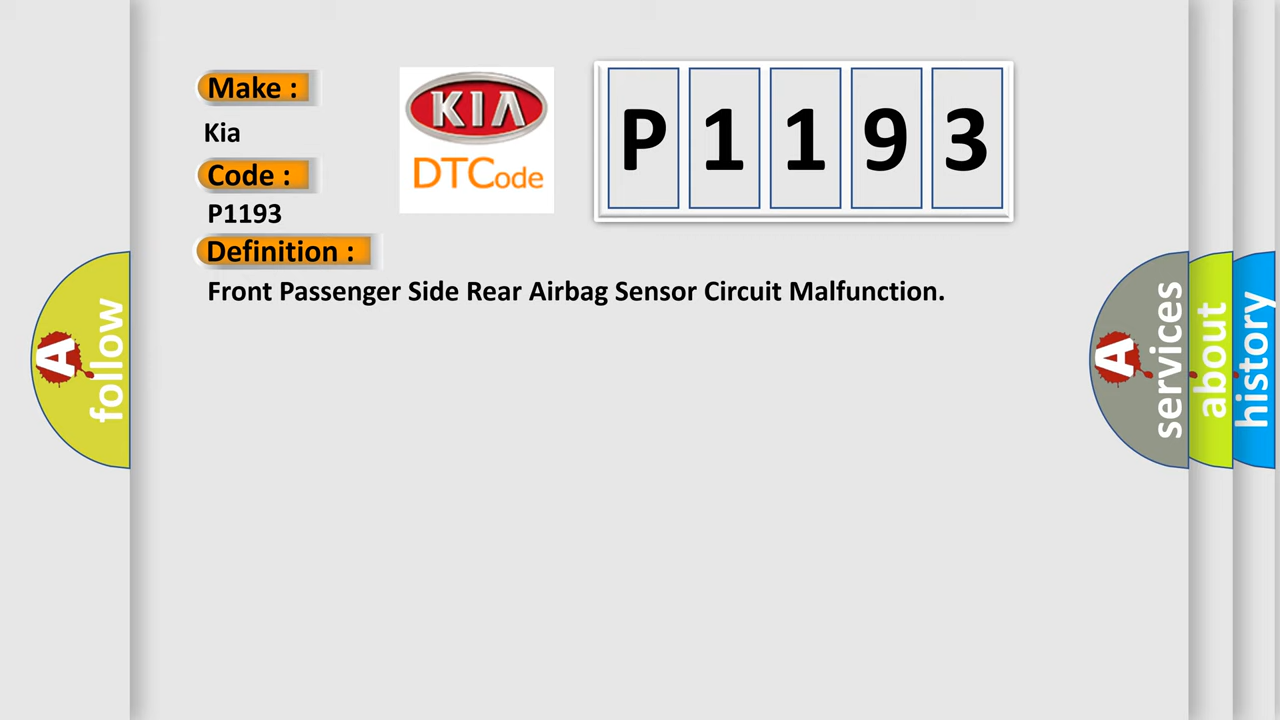 Make :
Kia
Code :
P1193
Definition :
Front Passenger Side Rear Airbag Sensor Circuit Malfunction.
KIA
DTCode
P 1 1 9 3
A follow
A services
about
history